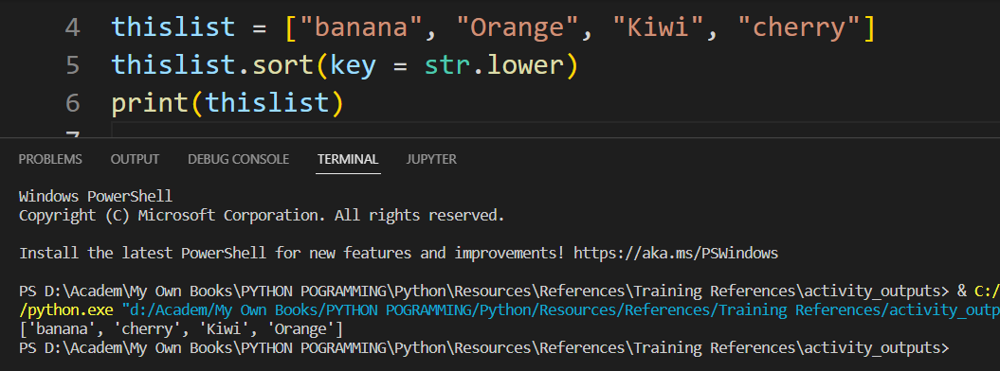 4 thislist = ["banana", "Orange", "Kiwi", "cherry"]
5 thislist.sort(key = str.lower)
6 print(thislist)
7
PROBLEMS OUTPUT DEBUG CONSOLE TERMINAL JUPYTER
Windows PowerShell
Copyright (C) Microsoft Corporation. All rights reserved.
Install the latest PowerShell for new features and improvements! https://aka.ms/PSWindows
PS D:\Academ\My Own Books\PYTHON POGRAMMING\Python\Resources\References\Training References\activity_outputs> & C:/
/python.exe "d:/Academ/My Own Books/PYTHON POGRAMMING/Python/Resources/References/Training References/activity_outp
['banana', 'cherry', 'Kiwi', 'Orange']
PS D:\Academ\My Own Books\PYTHON POGRAMMING\Python\Resources\References\Training References\activity_outputs>